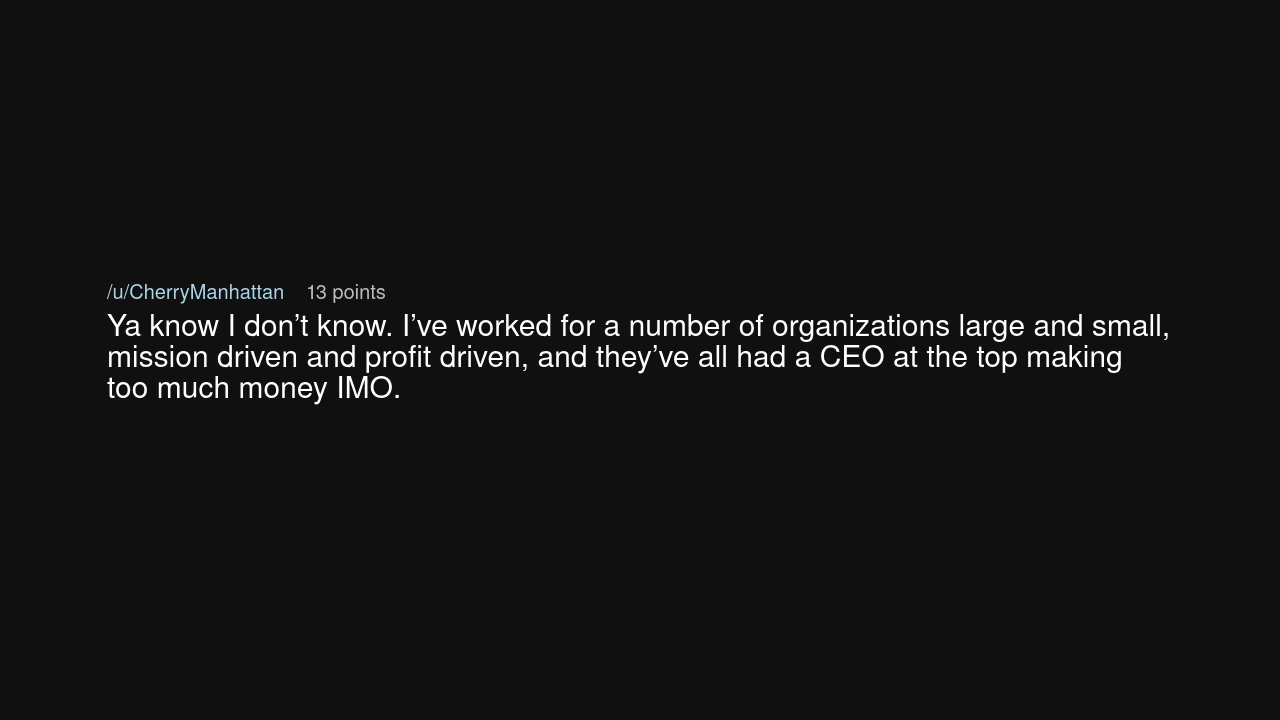 /u/CherryManhattan 13 points
Ya know I don’t know. I’ve worked for a number of organizations large and small,
mission driven and profit driven, and they’ve all had a CEO at the top making
too much money IMO.